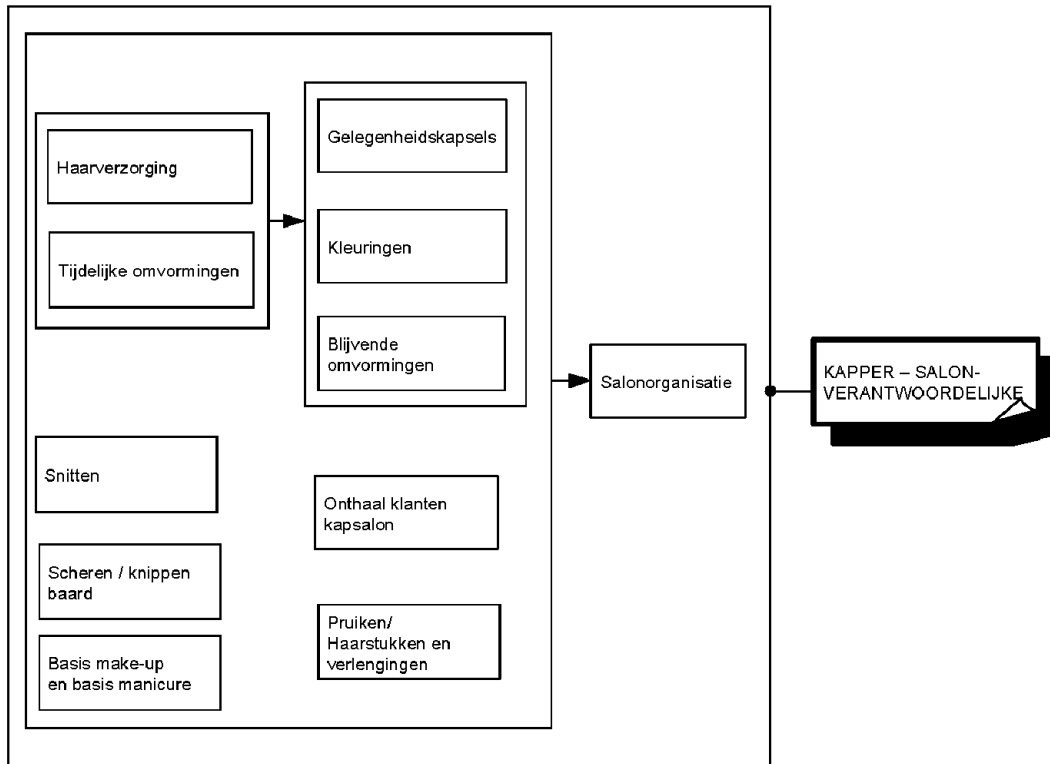 Haarverzorging
Tijdelijke omvormingen
Gelegenheidskapsels
Kleuringen
Blijvende
omvormingen
Snitten
Scheren / knippen
baard
Basis make-up
en basis manicure
Onthaal klanten
kapsalon
Pruiken/
Haarstukken en
verlengingen
Salonorganisatie
KAPPER – SALON-
VERANTWOORDELIJKE